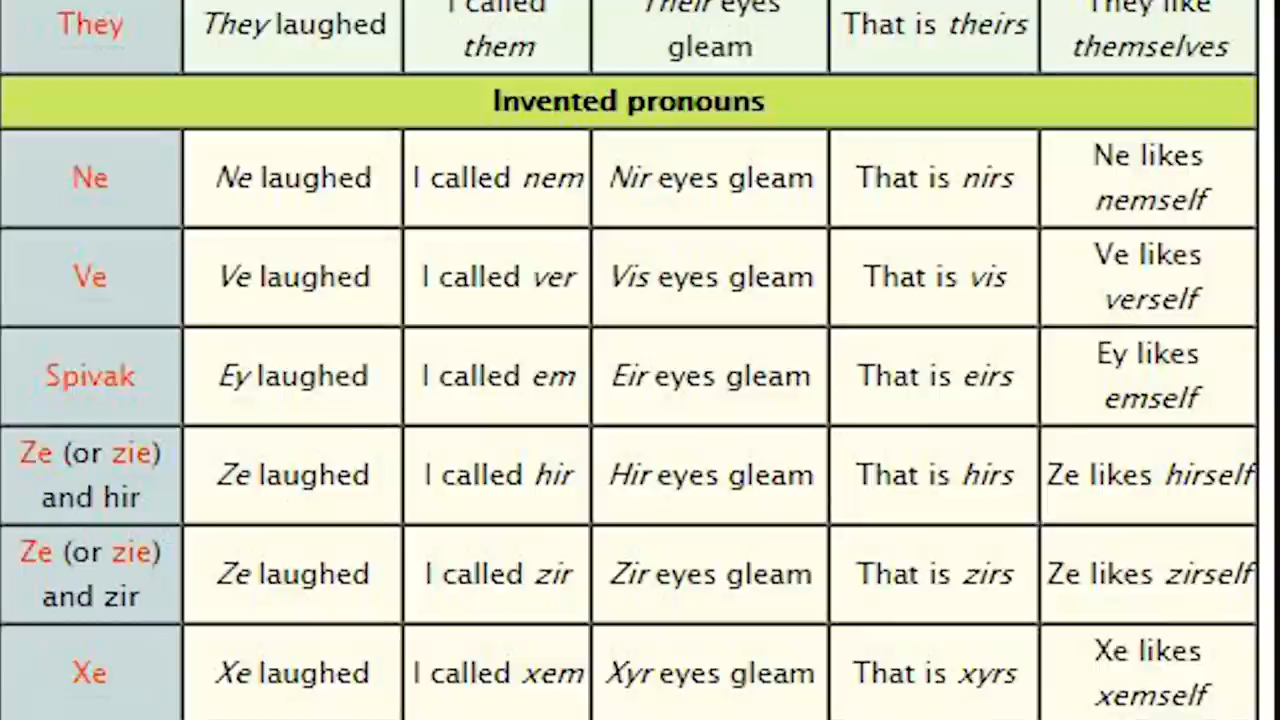 They
They laughed
I called
them
Their eyes
gleam
That is theirs
They like
themselves
Invented pronouns
Ne
Ne laughed
I called nem
Nir eyes gleam
That is nirs
Ne likes
nemself
Ve
Ve laughed
I called ver
Vis eyes gleam
That is vis
Ve likes
verself
Spivak
Ey laughed
I called em
Eir eyes gleam
That is eirs
Ey likes
emself
Ze (or zie)
and hir
Ze laughed
I called hir
Hir eyes gleam
That is hirs
Ze likes hirself
Ze (or zie)
and zir
Ze laughed
I called zir
Zir eyes gleam
That is zirs
Ze likes zirself
Xe
Xe laughed
I called xem
Xyr eyes gleam
That is xyrs
Xe likes
xemself